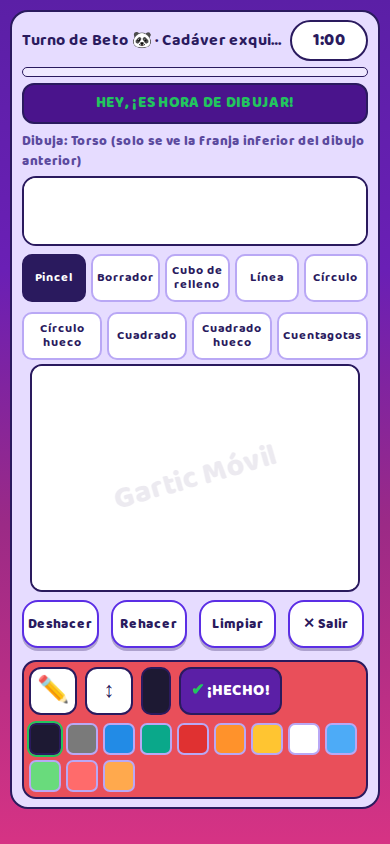 Turno de Beto 🐼 · Cadáver exqui...
1:00
HEY, ¡ES HORA DE DIBUJAR!
Dibuja: Torso (solo se ve la franja inferior del dibujo
anterior)
Pincel
Borrador
Cubo de
relleno
Línea
Círculo
Círculo
hueco
Cuadrado
Cuadrado
hueco
Cuentagotas
Gartic Móvil
Deshacer
Rehacer
Limpiar
✕ Salir
✔ ¡HECHO!